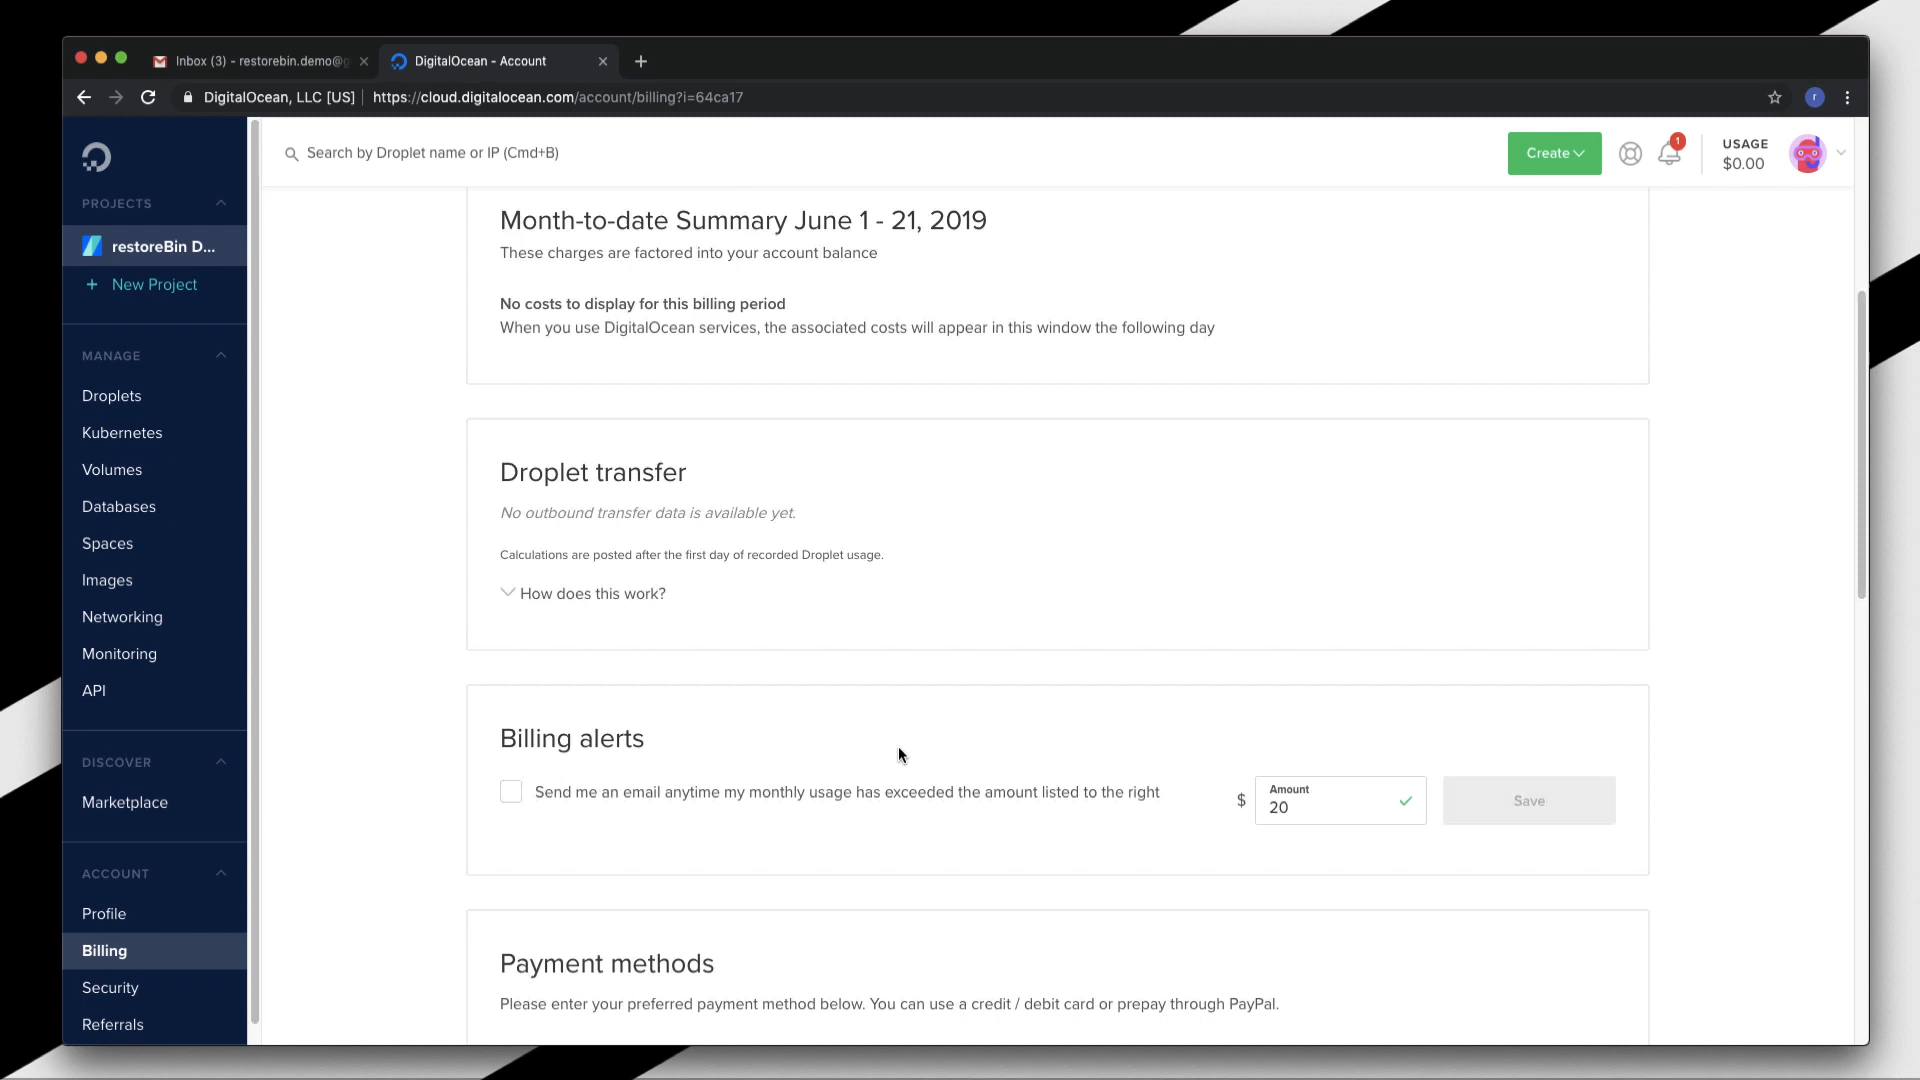 Inbox (3) - restorebin.demo@g
DigitalOcean - Account
DigitalOcean, LLC [US]
https://cloud.digitalocean.com/account/billing?i=64ca17
r
Search by Droplet name or IP (Cmd+B)
Create
1
USAGE
$0.00
PROJECTS
restoreBin D...
+ New Project
MANAGE
Droplets
Kubernetes
Volumes
Databases
Spaces
Images
Networking
Monitoring
API
DISCOVER
Marketplace
ACCOUNT
Profile
Billing
Security
Referrals
Month-to-date Summary June 1 - 21, 2019
These charges are factored into your account balance
No costs to display for this billing period
When you use DigitalOcean services, the associated costs will appear in this window the following day
Droplet transfer
No outbound transfer data is available yet.
Calculations are posted after the first day of recorded Droplet usage.
How does this work?
Billing alerts
Send me an email anytime my monthly usage has exceeded the amount listed to the right
$
Amount
20
Save
Payment methods
Please enter your preferred payment method below. You can use a credit / debit card or prepay through PayPal.